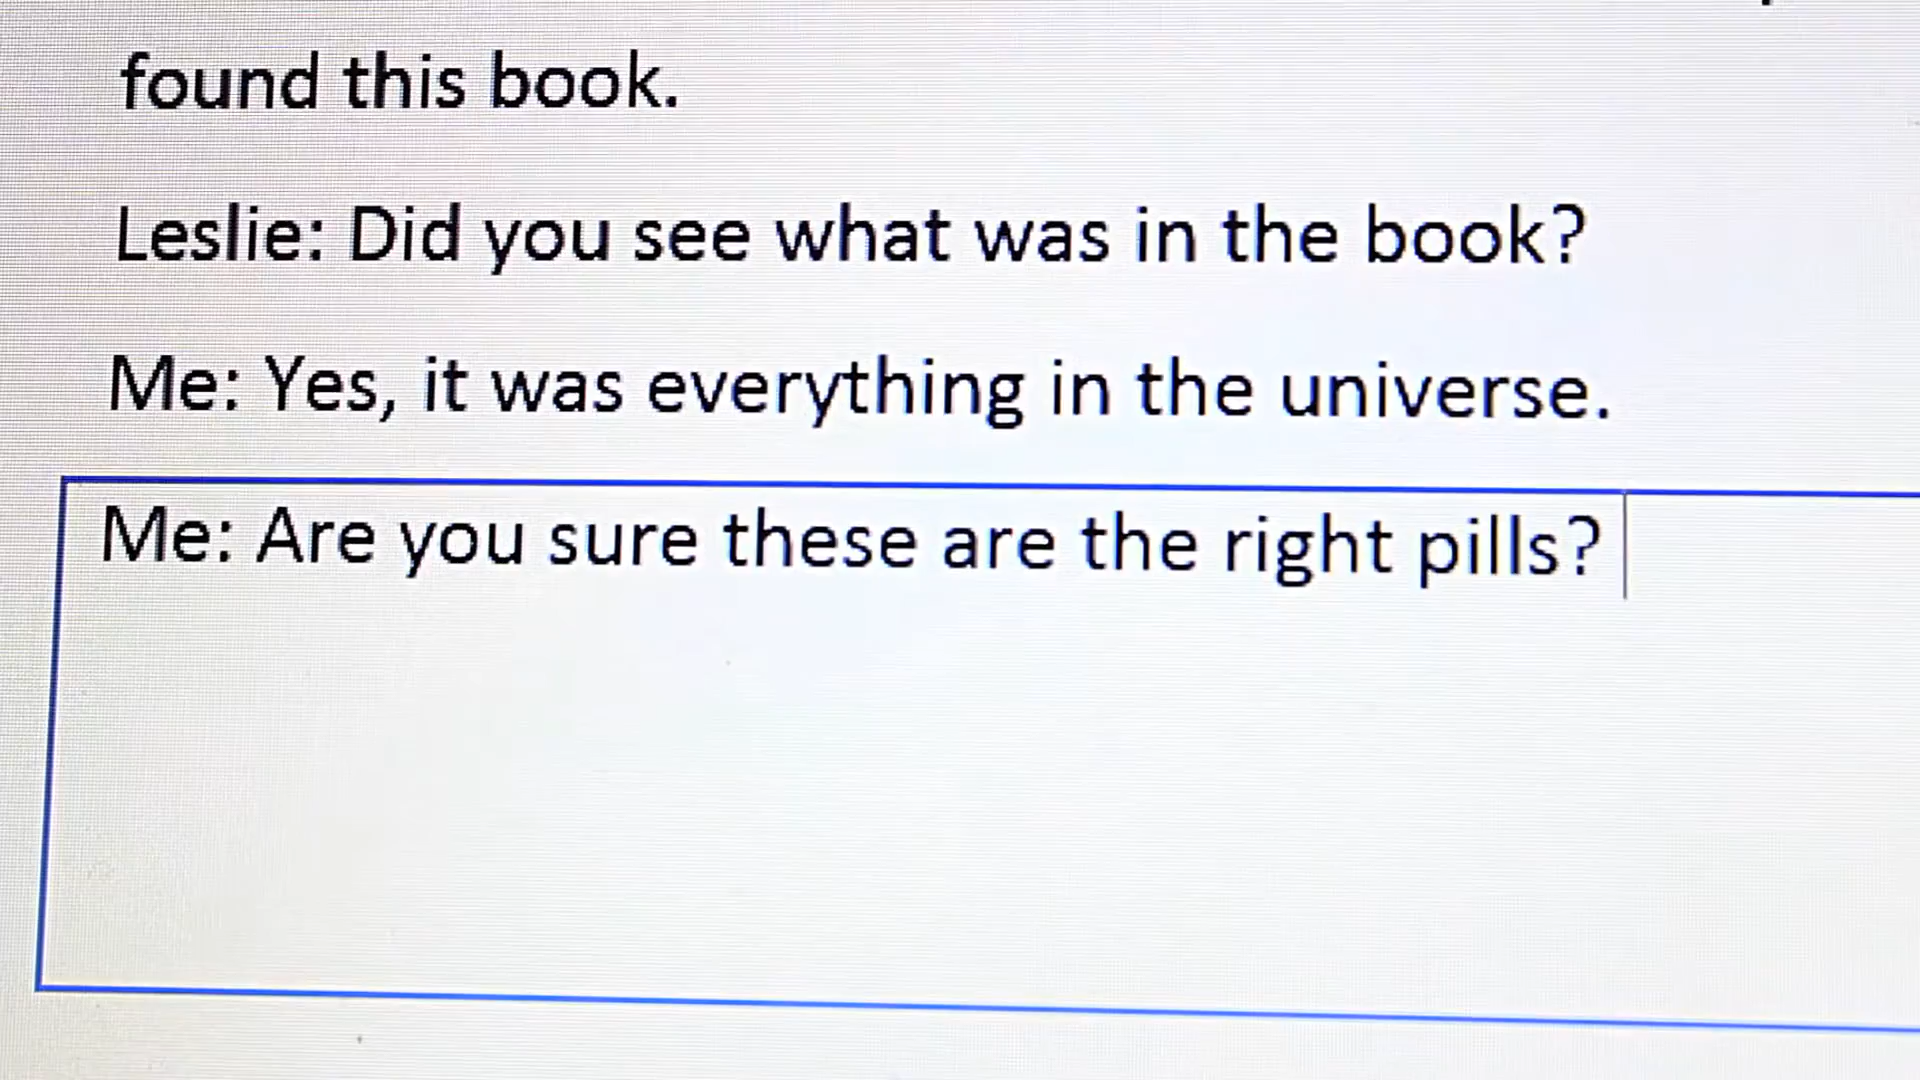 found this book.
Leslie: Did you see what was in the book?
Me: Yes, it was everything in the universe.
Me: Are you sure these are the right pills?